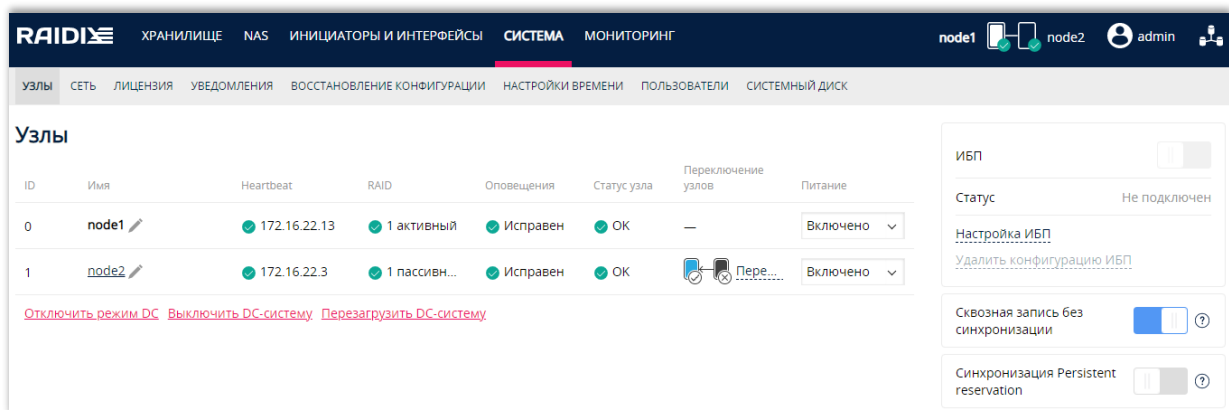 RAIDIX ХРАНИЛИЩЕ NAS ИНИЦИАТОРЫ И ИНТЕРФЕЙСЫ СИСТЕМА МОНИТОРИНГ node1 node2 admin
УЗЛЫ СЕТЬ ЛИЦЕНЗИЯ УВЕДОМЛЕНИЯ ВОССТАНОВЛЕНИЕ КОНФИГУРАЦИИ НАСТРОЙКИ ВРЕМЕНИ ПОЛЬЗОВАТЕЛИ СИСТЕМНЫЙ ДИСК
Узлы
ID Имя Heartbeat RAID Оповещения Статус узла Переключение узлов Питание
0 node1 172.16.22.13 1 активный Исправен OK — Включено
1 node2 172.16.22.3 1 пассивн... Исправен OK Пере... Включено
Отключить режим DC Выключить DC-систему Перезагрузить DC-систему
ИБП
Статус Не подключен
Настройка ИБП
Удалить конфигурацию ИБП
Сквозная запись без
синхронизации ?
Синхронизация Persistent
reservation ?